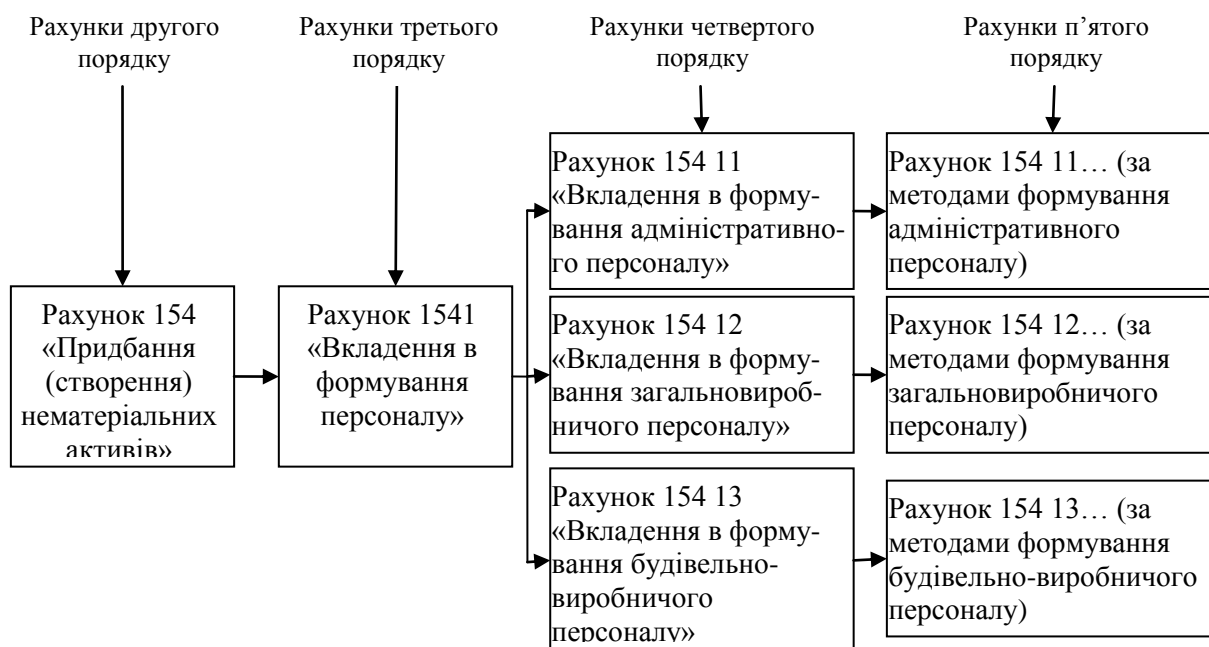 Рахунки другого
порядку
Рахунки третього
порядку
Рахунки четвертого
порядку
Рахунки п’ятого
порядку
Рахунок 154
«Придбання
(створення)
нематеріальних
активів»
Рахунок 1541
«Вкладення в
формування
персоналу»
Рахунок 154 11
«Вкладення в форму-
вання адміністративно-
го персоналу»
Рахунок 154 11… (за
методами формування
адміністративного
персоналу)
Рахунок 154 12
«Вкладення в форму-
вання загальновироб-
ничого персоналу»
Рахунок 154 12… (за
методами формування
загальновиробничого
персоналу)
Рахунок 154 13
«Вкладення в форму-
вання будівельно-
виробничого
персоналу»
Рахунок 154 13… (за
методами формування
будівельно-виробничого
персоналу)